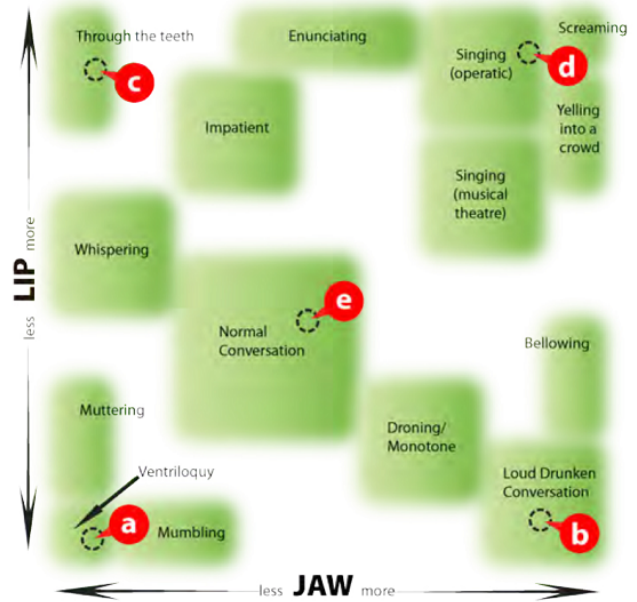 Through the teeth
Enunciating
Screaming
Singing
(operatic)
c
d
Impatient
Yelling
into a
crowd
Singing
(musical
theatre)
Whispering
less LIP more
e
Normal
Conversation
Bellowing
Muttering
Droning/
Monotone
Ventriloquy
Loud Drunken
Conversation
a
Mumbling
b
less JAW more